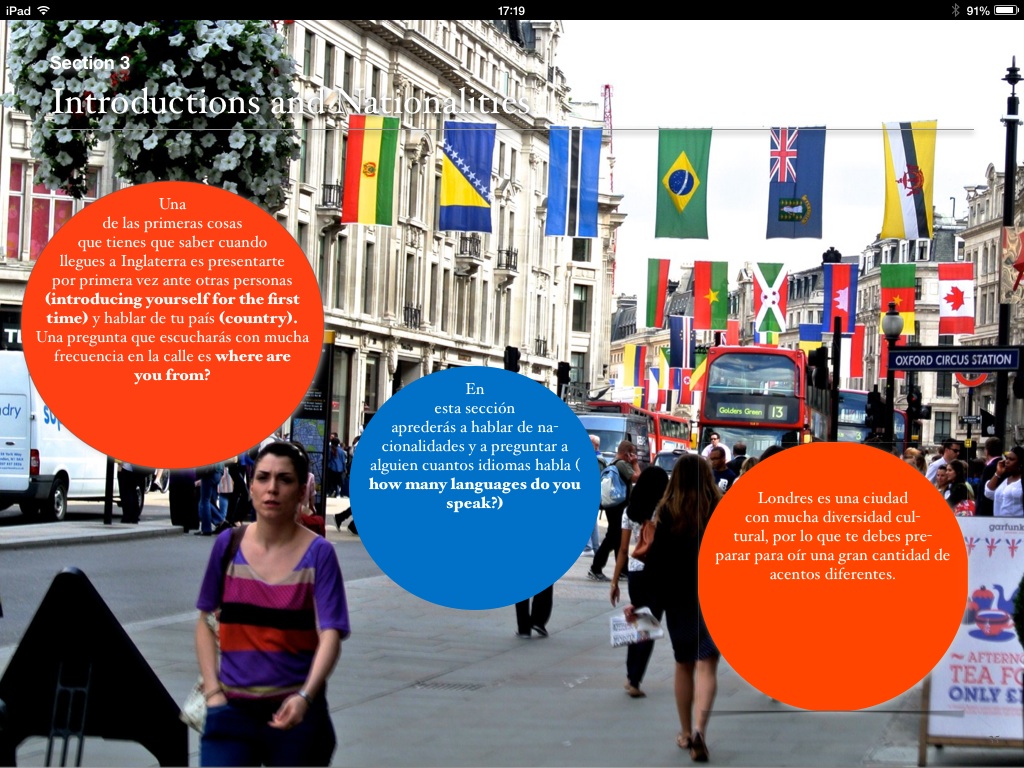 iPad
17:19
91%
Section 3
Introductions and Nationalities
Una
de las primeras cosas
que tienes que saber cuando
llegues a Inglaterra es presentarte
por primera vez ante otras personas
(introducing yourself for the first
time) y hablar de tu país (country).
Una pregunta que escucharás con mucha
frecuencia en la calle es where are
you from?
En
esta sección
aprederás a hablar de na-
cionalidades y a preguntar a
alguien cuantos idiomas habla (
how many languages do you
speak?)
Londres es una ciudad
con mucha diversidad cul-
tural, por lo que te debes pre-
parar para oír una gran cantidad de
acentos diferentes.
OXFORD CIRCUS STATION
Golders Green 13
TEA
ONLY